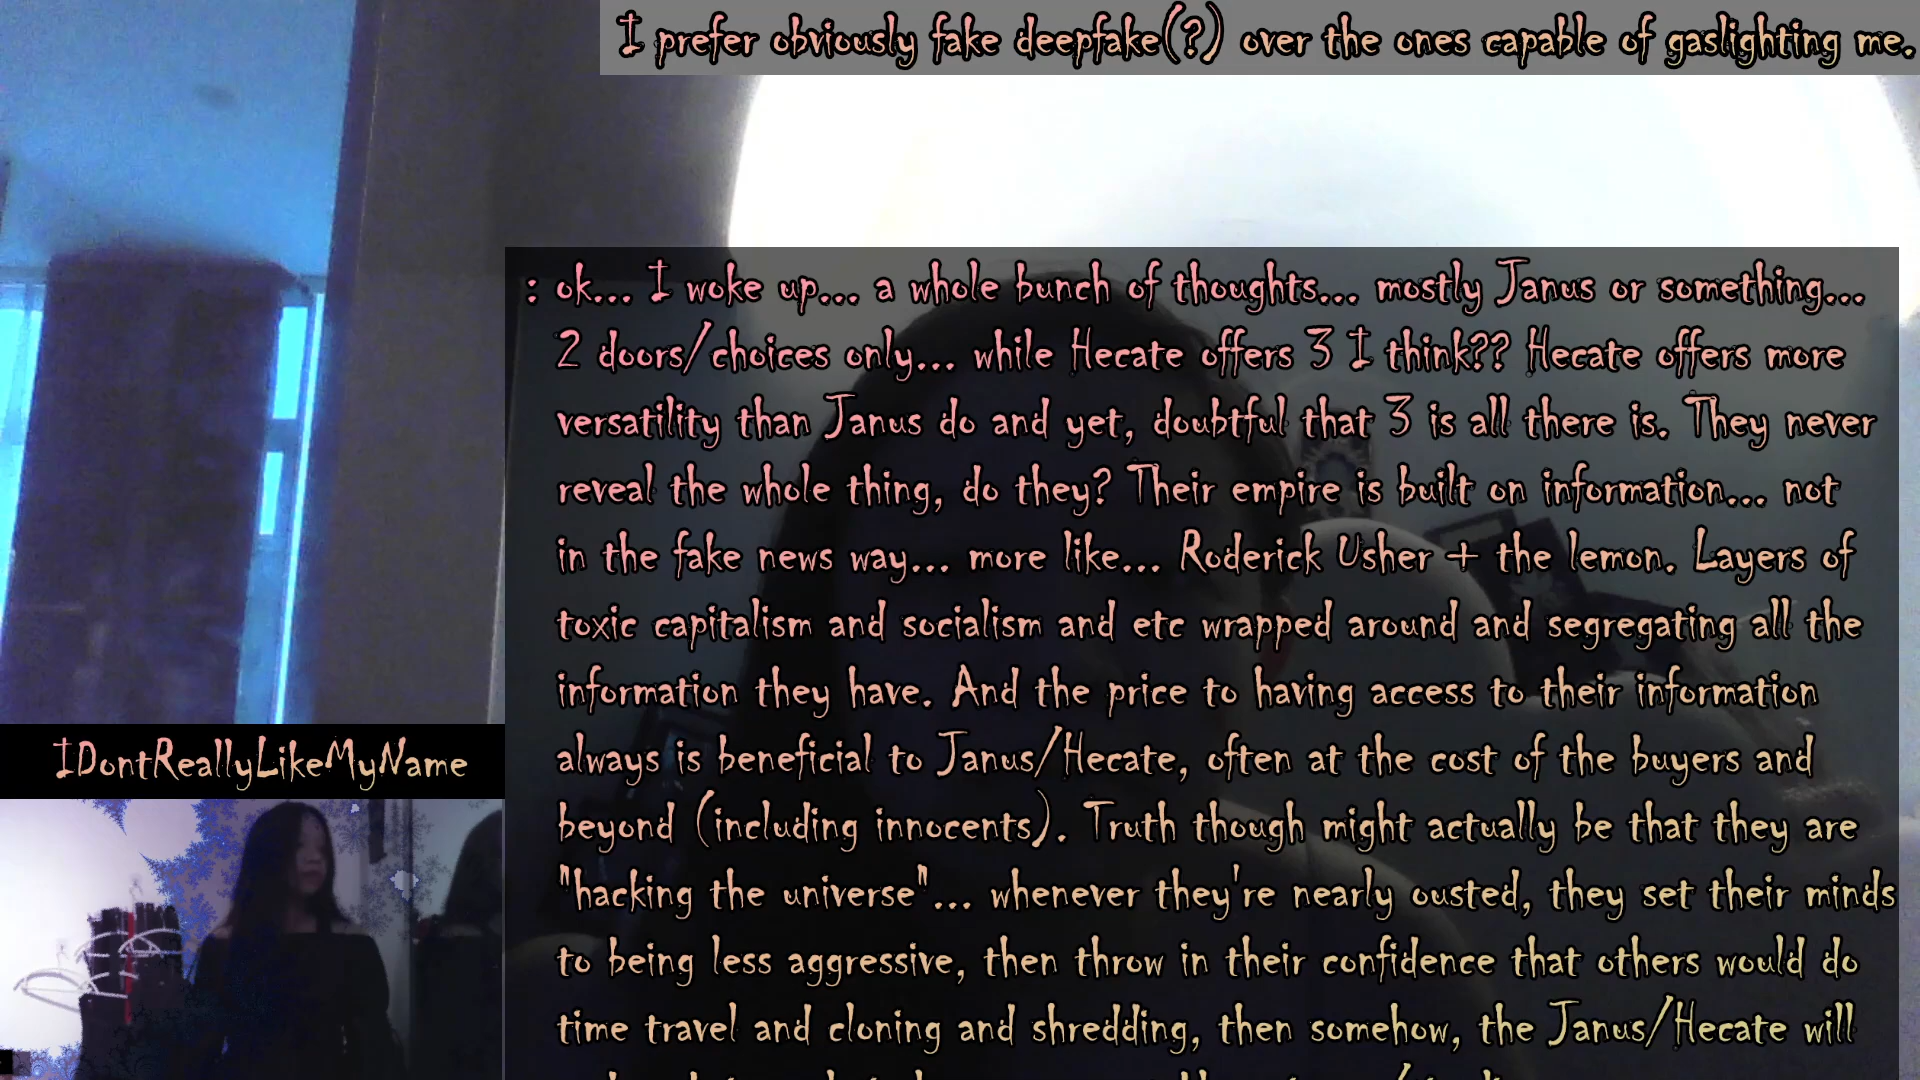 I prefer obviously fake deepfake(?) over the ones capable of gaslighting me.
: ok... I woke up... a whole bunch of thoughts... mostly Janus or something...
2 doors/choices only... while Hecate offers 3 I think?? Hecate offers more
versatility than Janus do and yet, doubtful that 3 is all there is. They never
reveal the whole thing, do they? Their empire is built on information... not
in the fake news way... more like... Roderick Usher + the lemon. Layers of
toxic capitalism and socialism and etc wrapped around and segregating all the
information they have. And the price to having access to their information
always is beneficial to Janus/Hecate, often at the cost of the buyers and
beyond (including innocents). Truth though might actually be that they are
"hacking the universe"... whenever they're nearly ousted, they set their minds
to being less aggressive, then throw in their confidence that others would do
time travel and cloning and shredding, then somehow, the Janus/Hecate will
IDontReallyLikeMyName